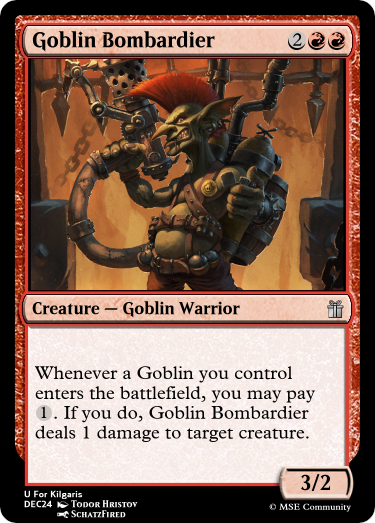 Goblin Bombardier 2
Creature — Goblin Warrior
Whenever a Goblin you control
enters the battlefield, you may pay
1. If you do, Goblin Bombardier
deals 1 damage to target creature.
3/2
U For Kilgaris
DEC24 Todor Hristov
SchatzFired
© MSE Community